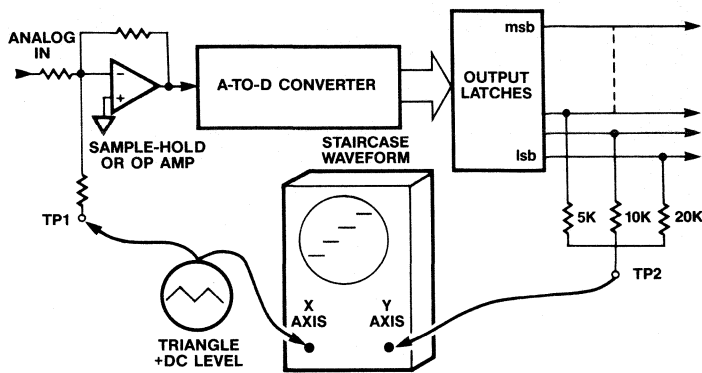 ANALOG
IN
−
+
SAMPLE-HOLD
OR OP AMP
A-TO-D CONVERTER
OUTPUT
LATCHES
msb
lsb
5K
10K
20K
TP2
STAIRCASE
WAVEFORM
X
AXIS
Y
AXIS
TP1
TRIANGLE
+DC LEVEL